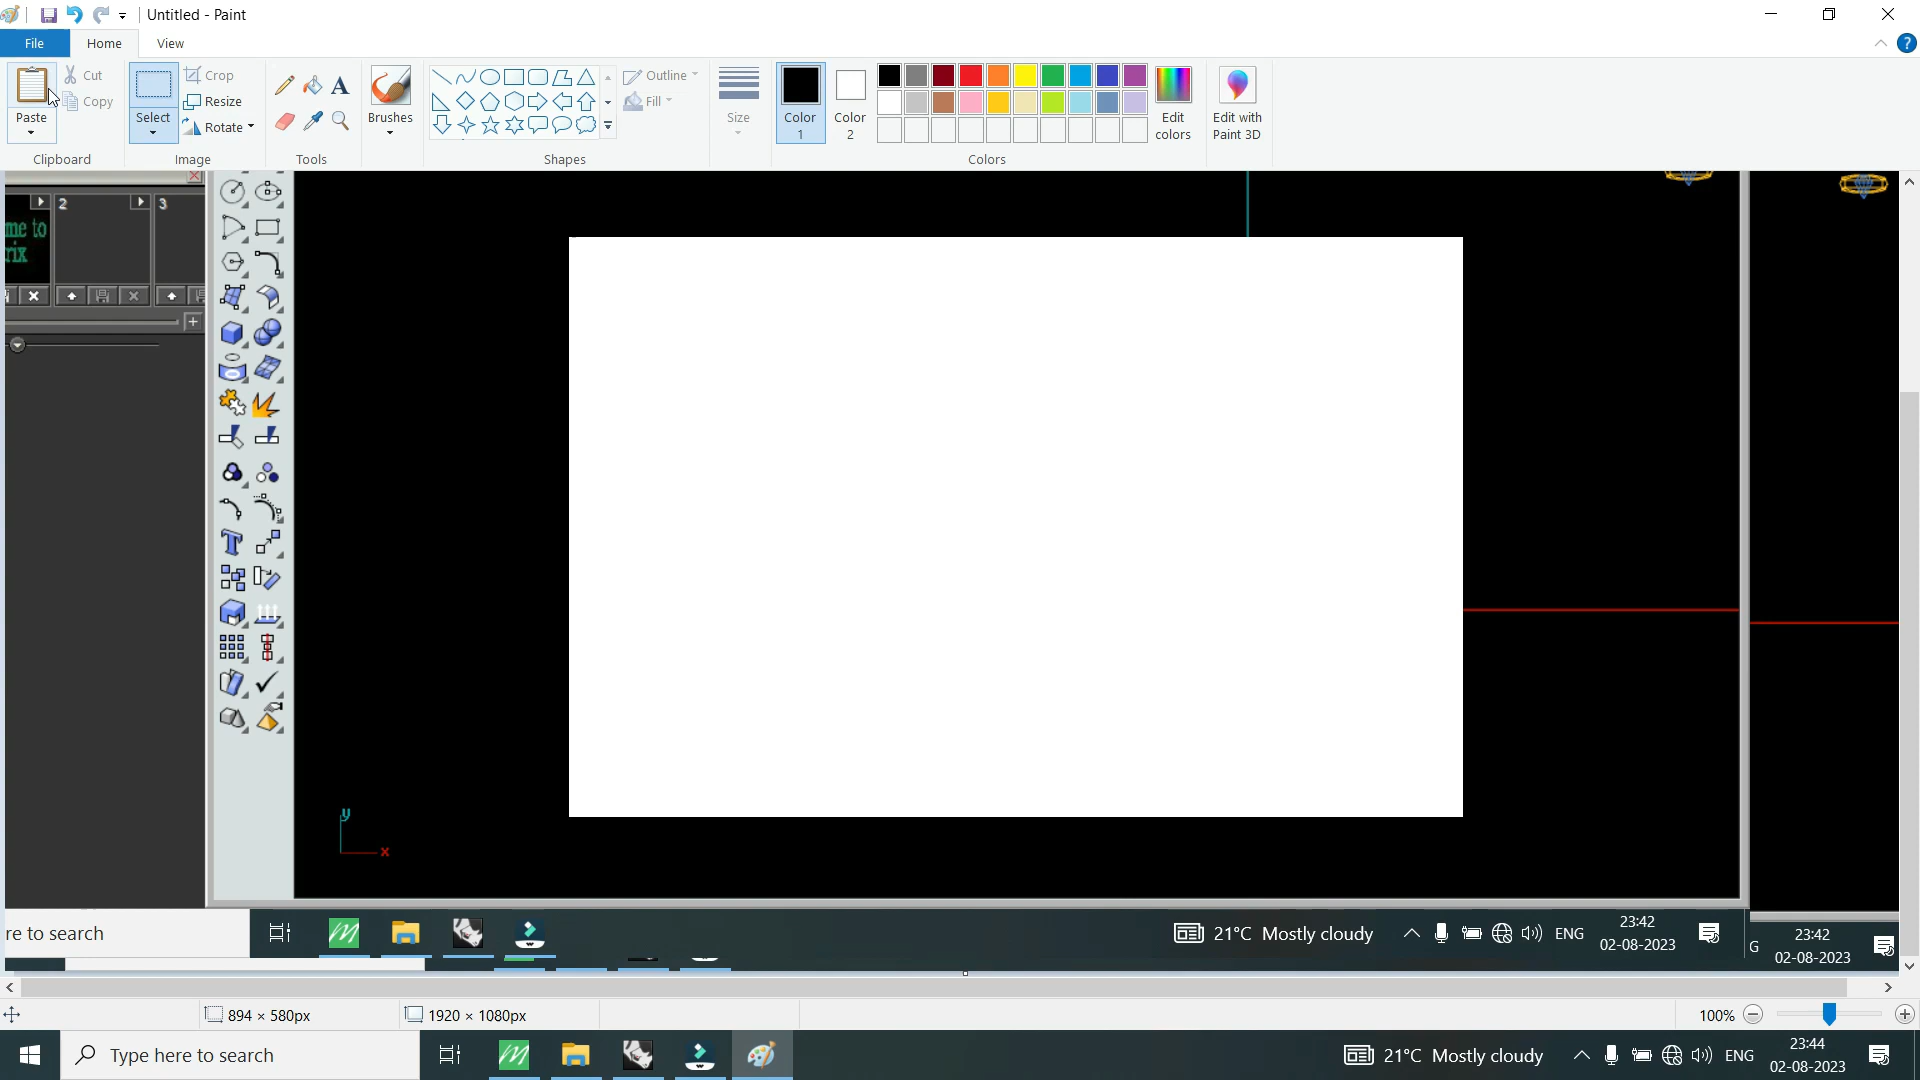 Untitled - Paint
File
Home
View
Paste
Cut
Copy
Clipboard
Select
Crop
Resize
Rotate
Image
A
Tools
Brushes
Shapes
Outline
Fill
Size
Color
1
Color
2
Colors
Edit
colors
Edit with
Paint 3D
2
3
me to
rix
y
x
re to search
21°C Mostly cloudy
ENG
23:42
02-08-2023
G
23:42
02-08-2023
894 × 580px
1920 × 1080px
100%
Type here to search
21°C Mostly cloudy
ENG
23:44
02-08-2023